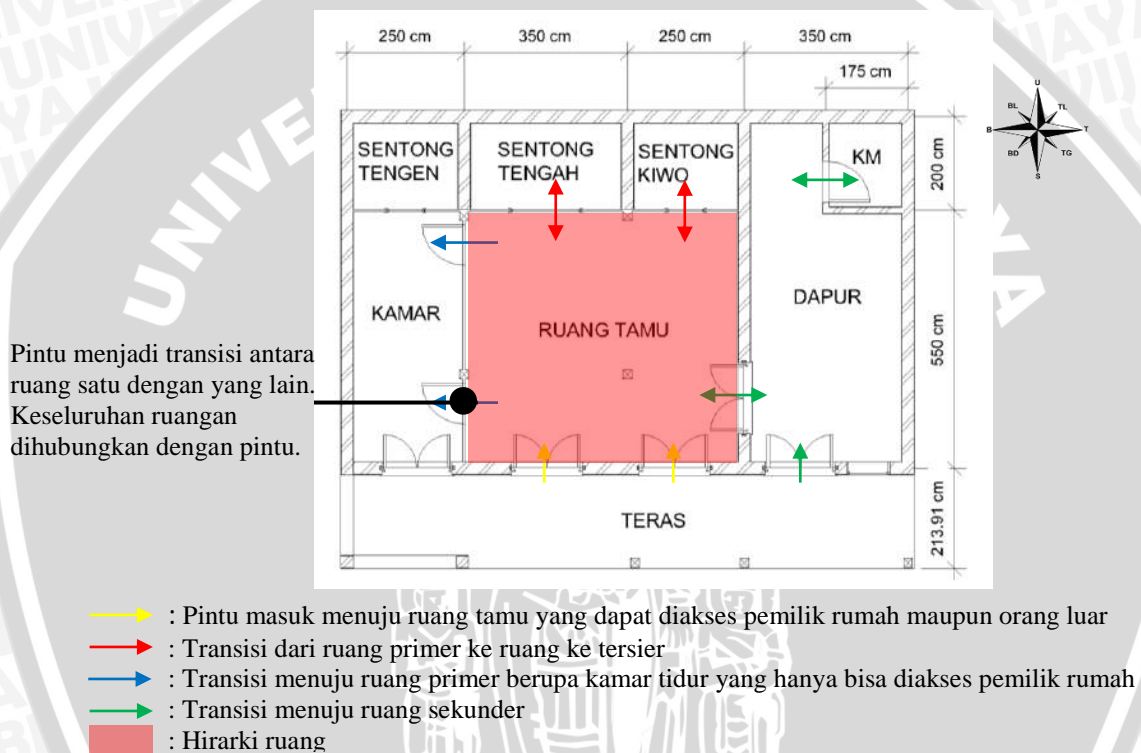 250 cm 350 cm 250 cm 350 cm
175 cm
U
BL TL
B T
BD TG
S
SENTONG
TENGEN
SENTONG
TENGAH
SENTONG
KIWO
KM
200 cm
KAMAR
RUANG TAMU
DAPUR
550 cm
Pintu menjadi transisi antara
ruang satu dengan yang lain.
Keseluruhan ruangan
dihubungkan dengan pintu.
TERAS
213.91 cm
: Pintu masuk menuju ruang tamu yang dapat diakses pemilik rumah maupun orang luar
: Transisi dari ruang primer ke ruang ke tersier
: Transisi menuju ruang primer berupa kamar tidur yang hanya bisa diakses pemilik rumah
: Transisi menuju ruang sekunder
: Hirarki ruang